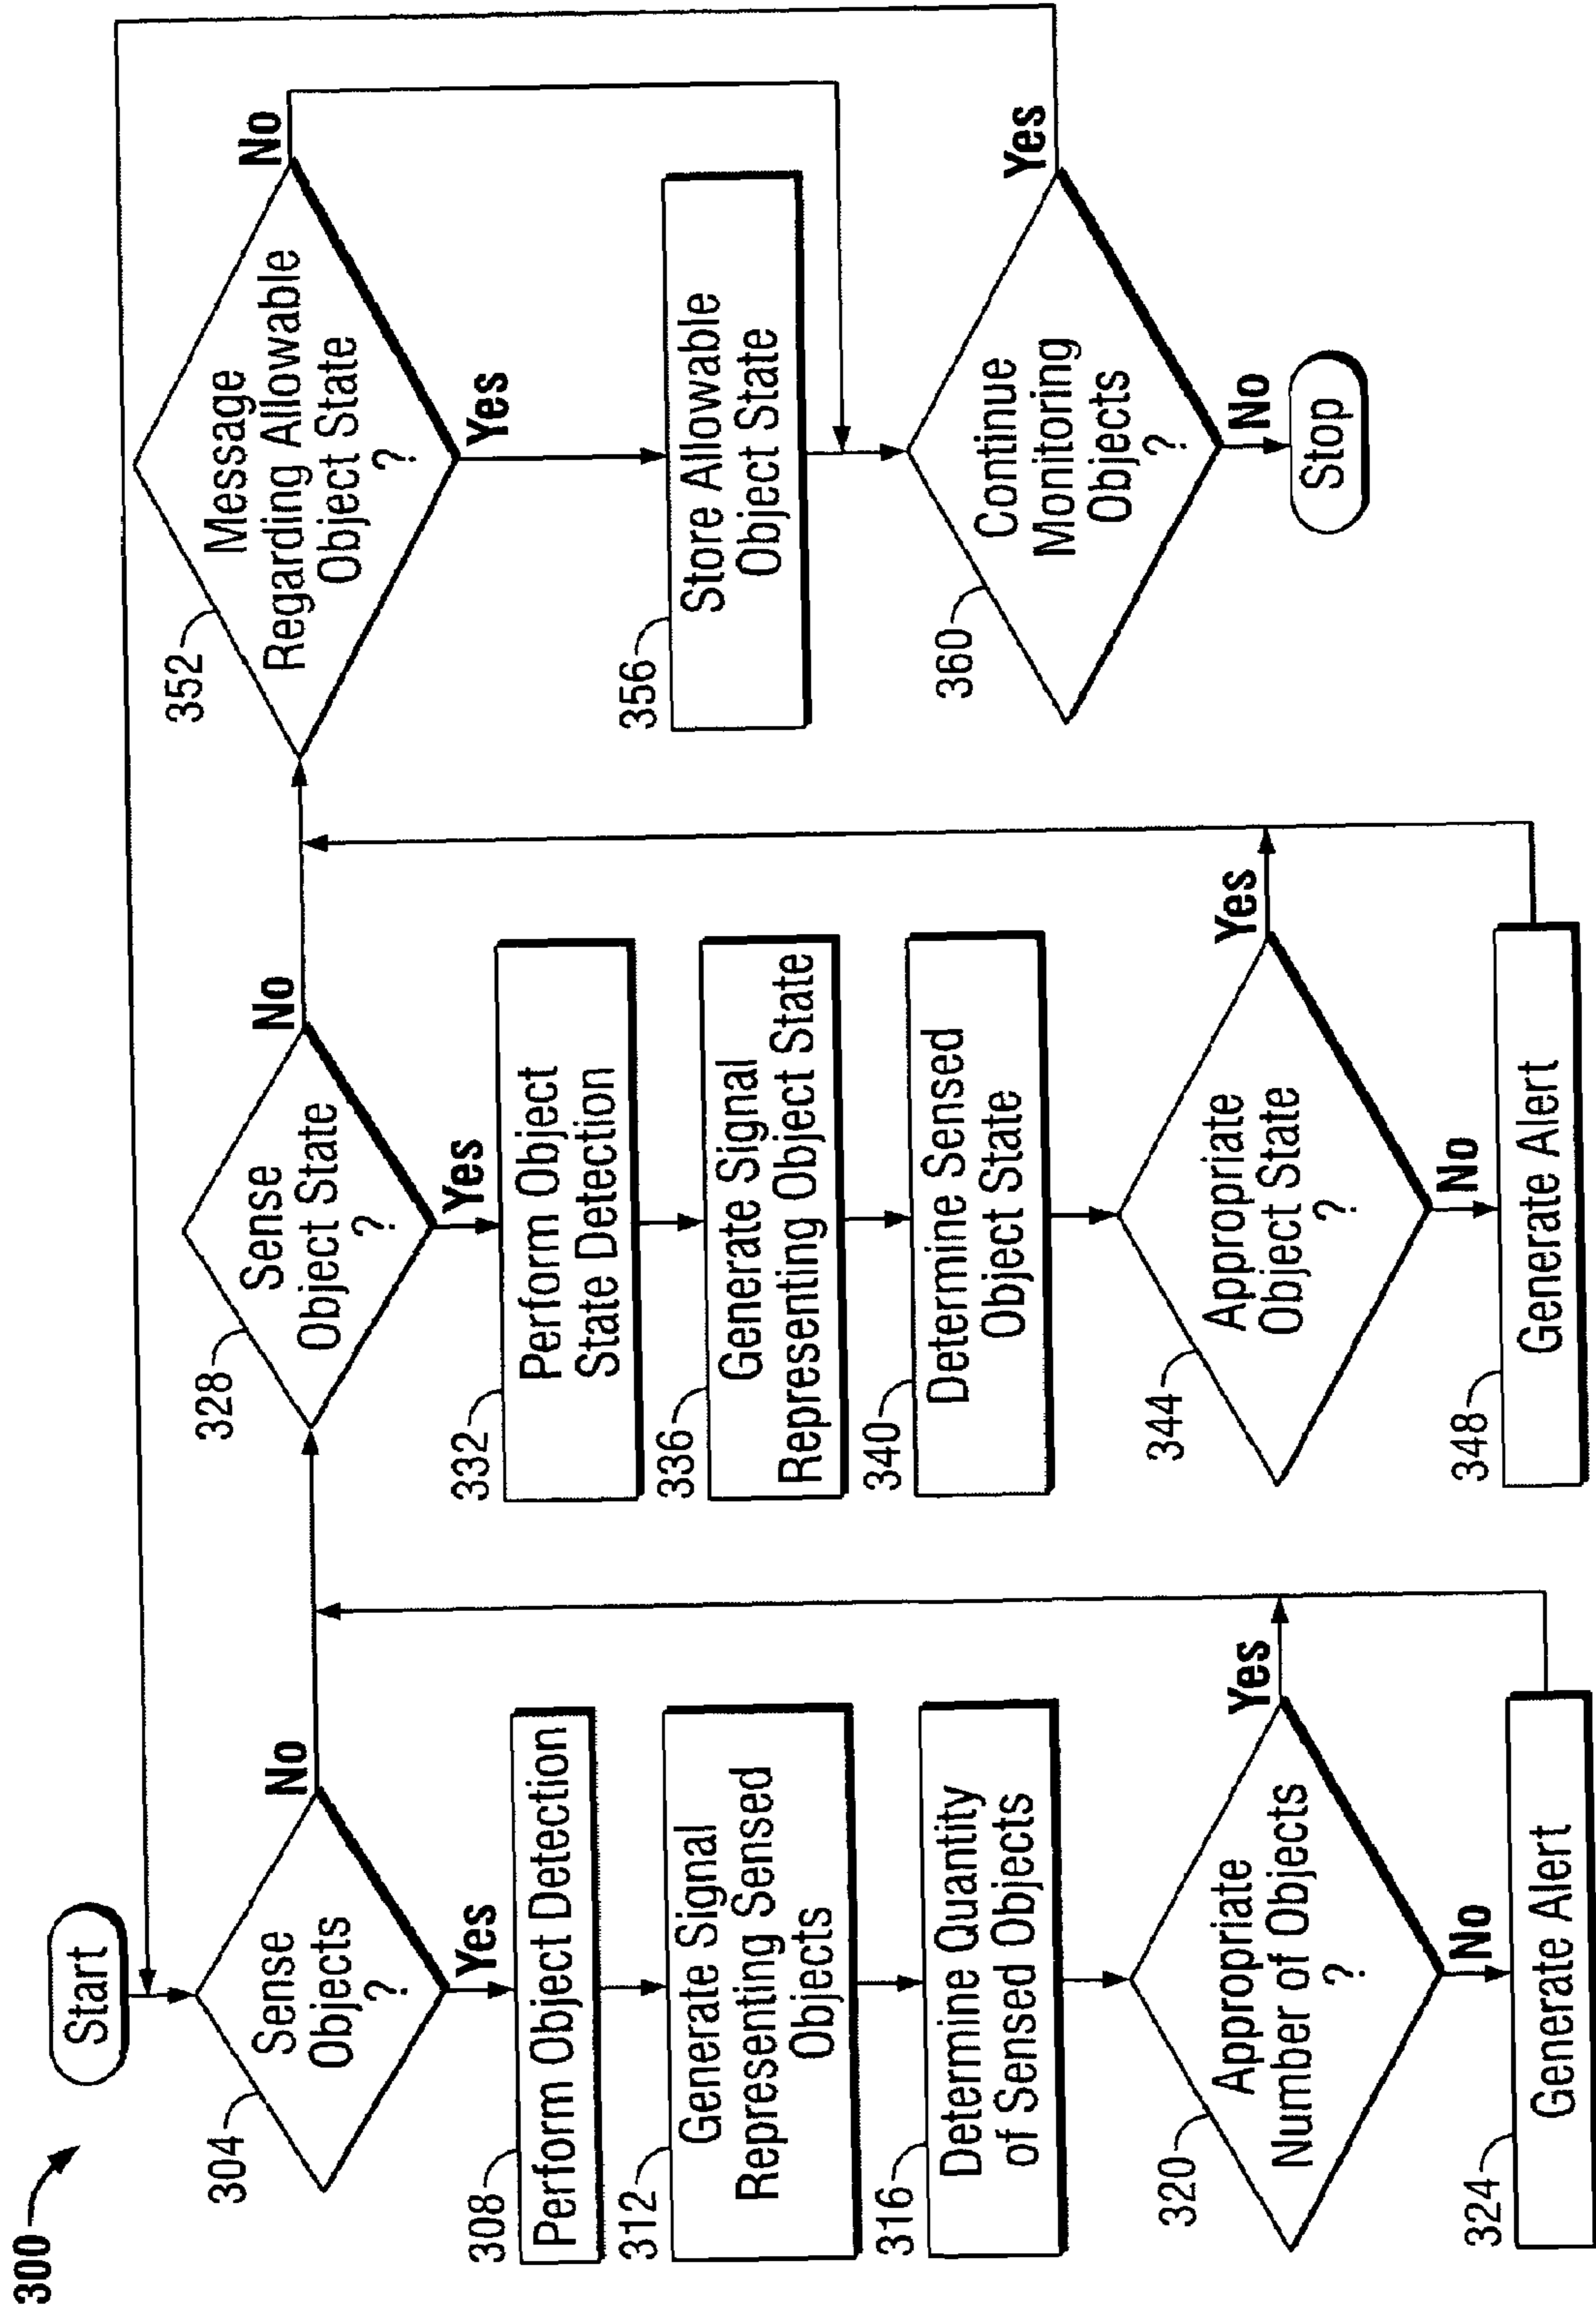 300
Start
304
Sense
Objects
?
No
Yes
308
Perform Object Detection
312
Generate Signal
Representing Sensed
Objects
316
Determine Quantity
of Sensed Objects
320
Appropriate
Number of Objects
?
Yes
No
324
Generate Alert
328
Sense
Object State
?
No
Yes
332
Perform Object
State Detection
336
Generate Signal
Representing Object State
340
Determine Sensed
Object State
344
Appropriate
Object State
?
Yes
No
348
Generate Alert
352
Message
Regarding Allowable
Object State
?
No
Yes
356
Store Allowable
Object State
360
Continue
Monitoring
Objects
?
Yes
No
Stop